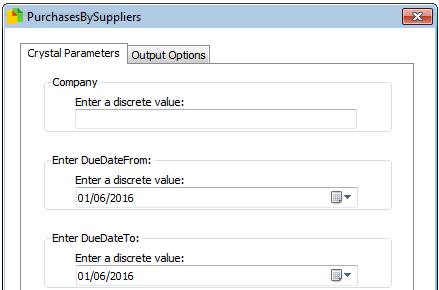 PurchasesBySuppliers
Crystal Parameters Output Options
Company
Enter a discrete value:
Enter DueDateFrom:
Enter a discrete value:
01/06/2016
Enter DueDateTo:
Enter a discrete value:
01/06/2016